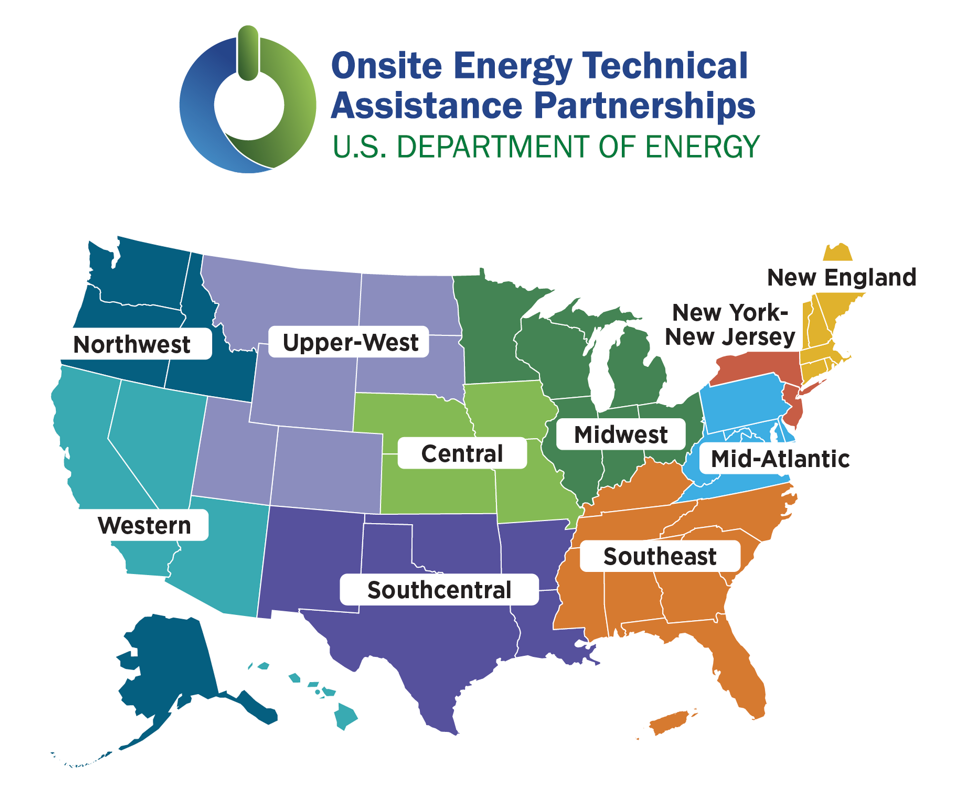 Onsite Energy Technical
Assistance Partnerships
U.S. DEPARTMENT OF ENERGY
New England
New York-
New Jersey
Northwest
Upper-West
Midwest
Central
Mid-Atlantic
Western
Southeast
Southcentral